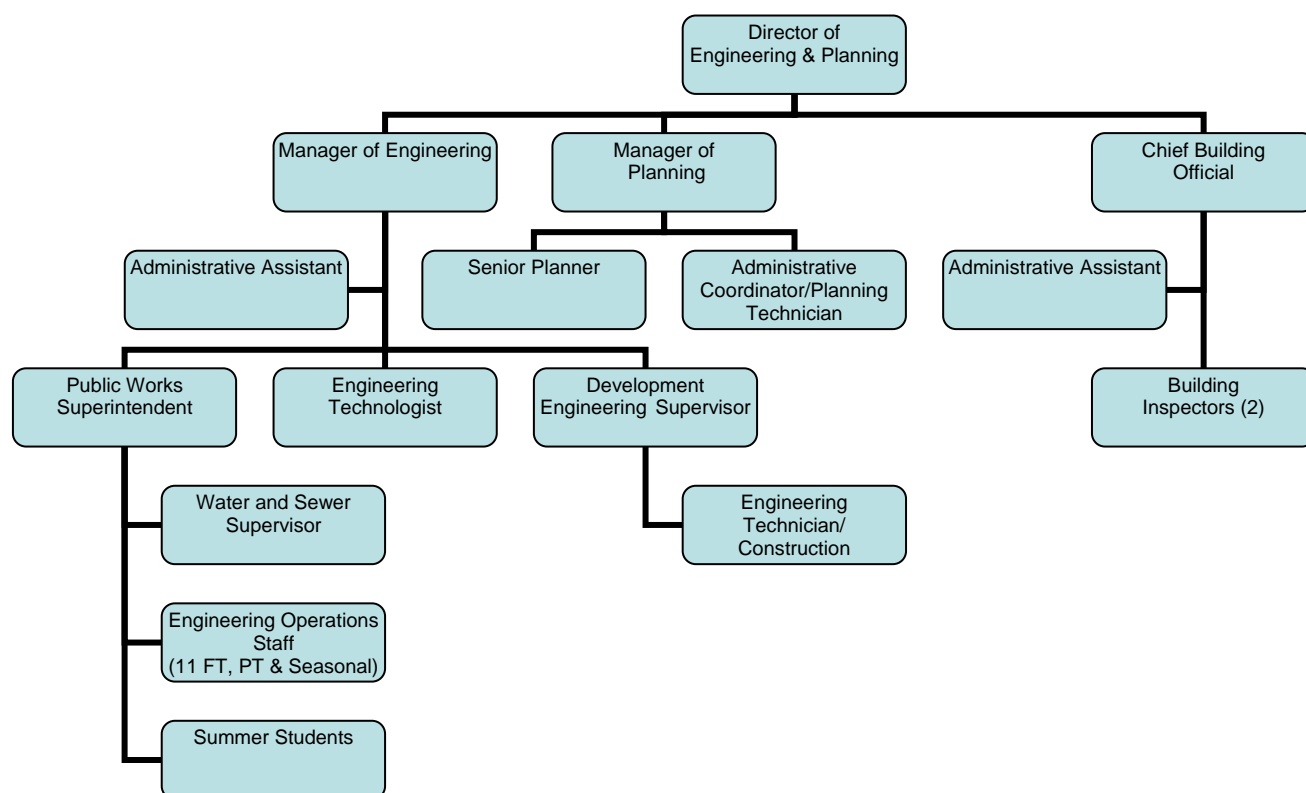 Director of
Engineering & Planning
Manager of Engineering
Manager of
Planning
Chief Building
Official
Administrative Assistant
Senior Planner
Administrative
Coordinator/Planning
Technician
Administrative Assistant
Public Works
Superintendent
Engineering
Technologist
Development
Engineering Supervisor
Building
Inspectors (2)
Water and Sewer
Supervisor
Engineering
Technician/
Construction
Engineering Operations
Staff
(11 FT, PT & Seasonal)
Summer Students